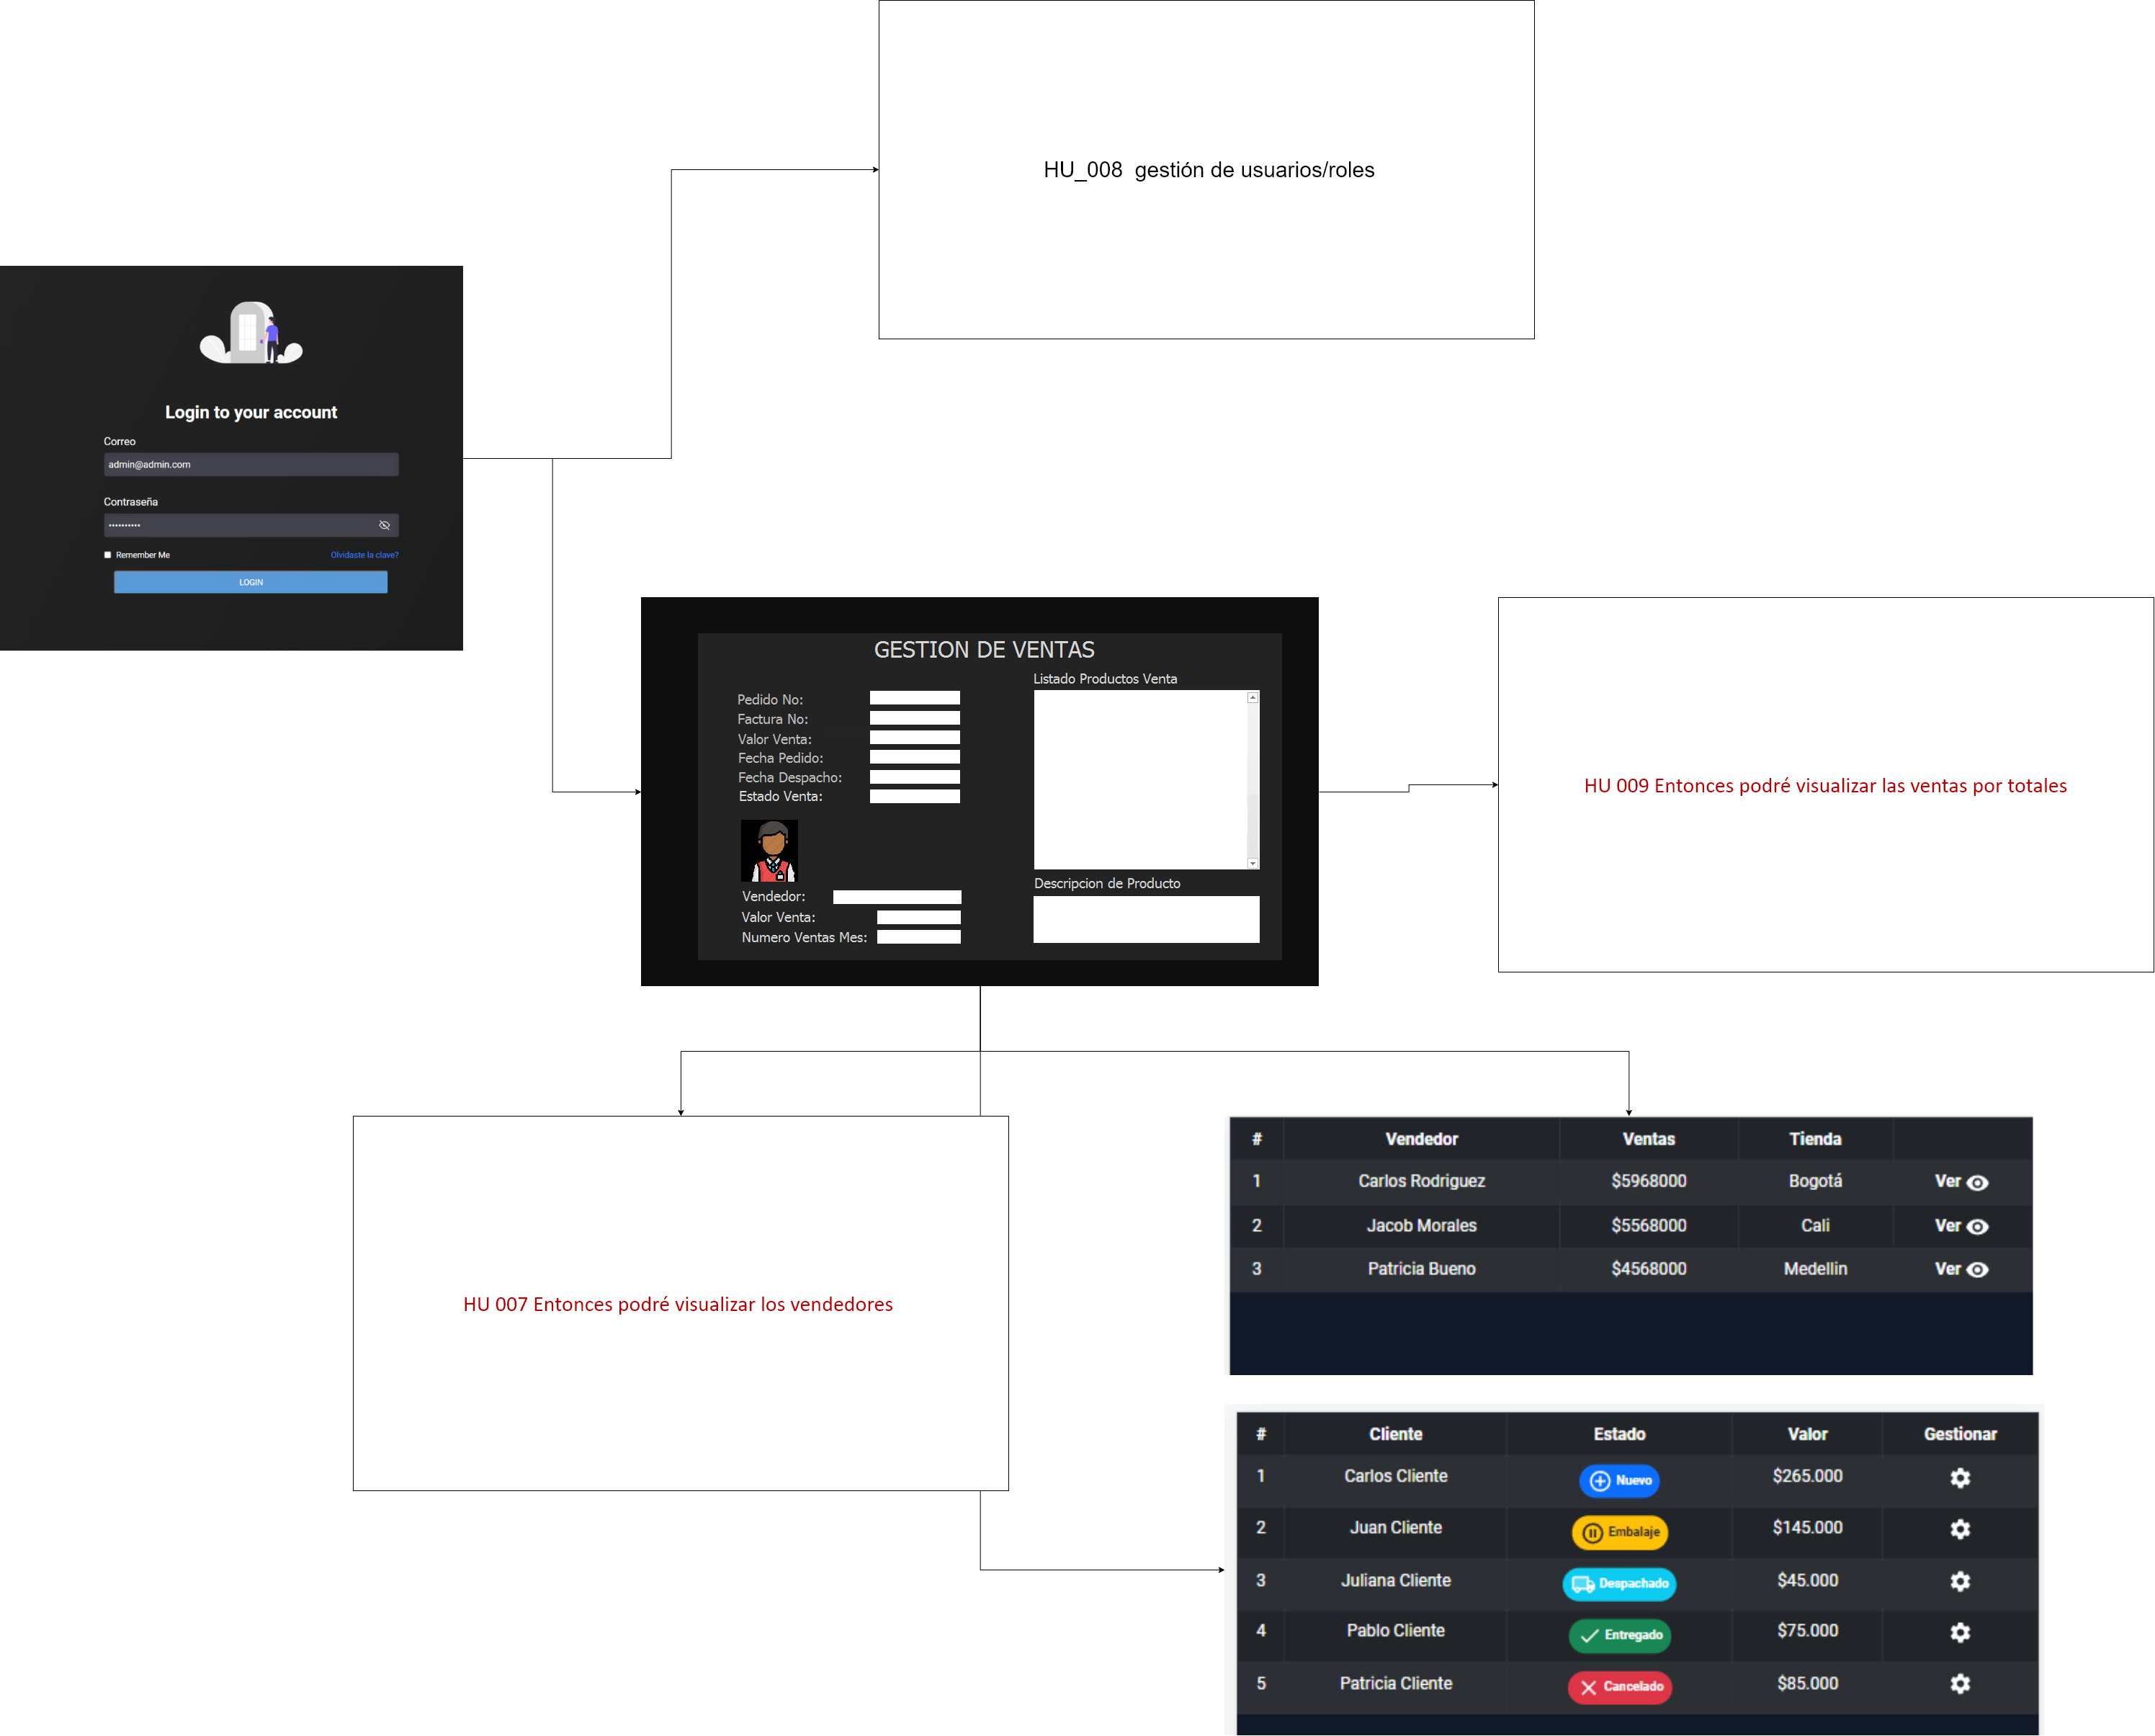 HU_008  gestión de usuarios/roles
Login to your account
Correo
admin@admin.com
Contraseña
••••••••••
Remember Me Olvidaste la clave?
LOGIN
GESTION DE VENTAS
Pedido No:
Factura No:
Valor Venta:
Fecha Pedido:
Fecha Despacho:
Estado Venta:
Vendedor:
Valor Venta:
Numero Ventas Mes:
Listado Productos Venta
Descripcion de Producto
HU 009 Entonces podré visualizar las ventas por totales
HU 007 Entonces podré visualizar los vendedores
# Vendedor Ventas Tienda
1 Carlos Rodriguez $5968000 Bogotá Ver
2 Jacob Morales $5568000 Cali Ver
3 Patricia Bueno $4568000 Medellin Ver
# Cliente Estado Valor Gestionar
1 Carlos Cliente Nuevo $265.000
2 Juan Cliente Embalaje $145.000
3 Juliana Cliente Despachado $45.000
4 Pablo Cliente Entregado $75.000
5 Patricia Cliente Cancelado $85.000